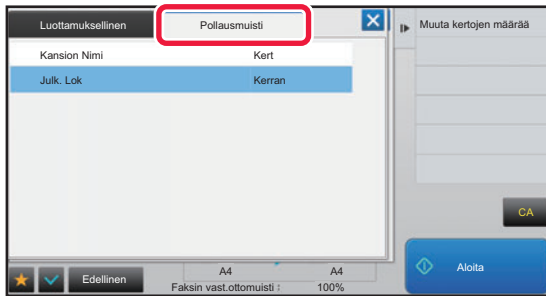 Luottamuksellinen
Pollausmuisti
Muuta kertojen määrää
Kansion Nimi Kert
Julk. Lok Kerran
CA
Edellinen
A4 A4
Faksin vast.ottomuisti : 100%
Aloita